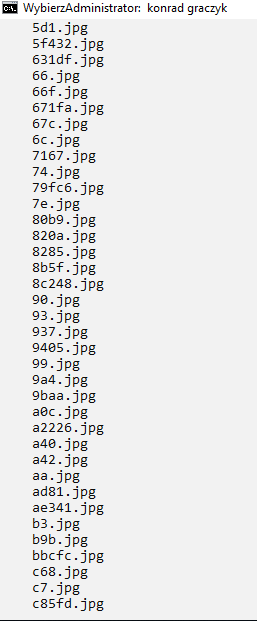 WybierzAdministrator: konrad graczyk
5d1.jpg
5f432.jpg
631df.jpg
66.jpg
66f.jpg
671fa.jpg
67c.jpg
6c.jpg
7167.jpg
74.jpg
79fc6.jpg
7e.jpg
80b9.jpg
820a.jpg
8285.jpg
8b5f.jpg
8c248.jpg
90.jpg
93.jpg
937.jpg
9405.jpg
99.jpg
9a4.jpg
9baa.jpg
a0c.jpg
a2226.jpg
a40.jpg
a42.jpg
aa.jpg
ad81.jpg
ae341.jpg
b3.jpg
b9b.jpg
bbcfc.jpg
c68.jpg
c7.jpg
c85fd.jpg